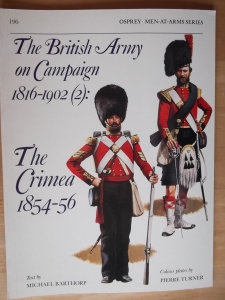 196
OSPREY · MEN-AT-ARMS SERIES
The British Army
on Campaign
1816-1902 (2):
The
Crimea
1854-56
Text by
MICHAEL BARTHORP
Colour plates by
PIERRE TURNER